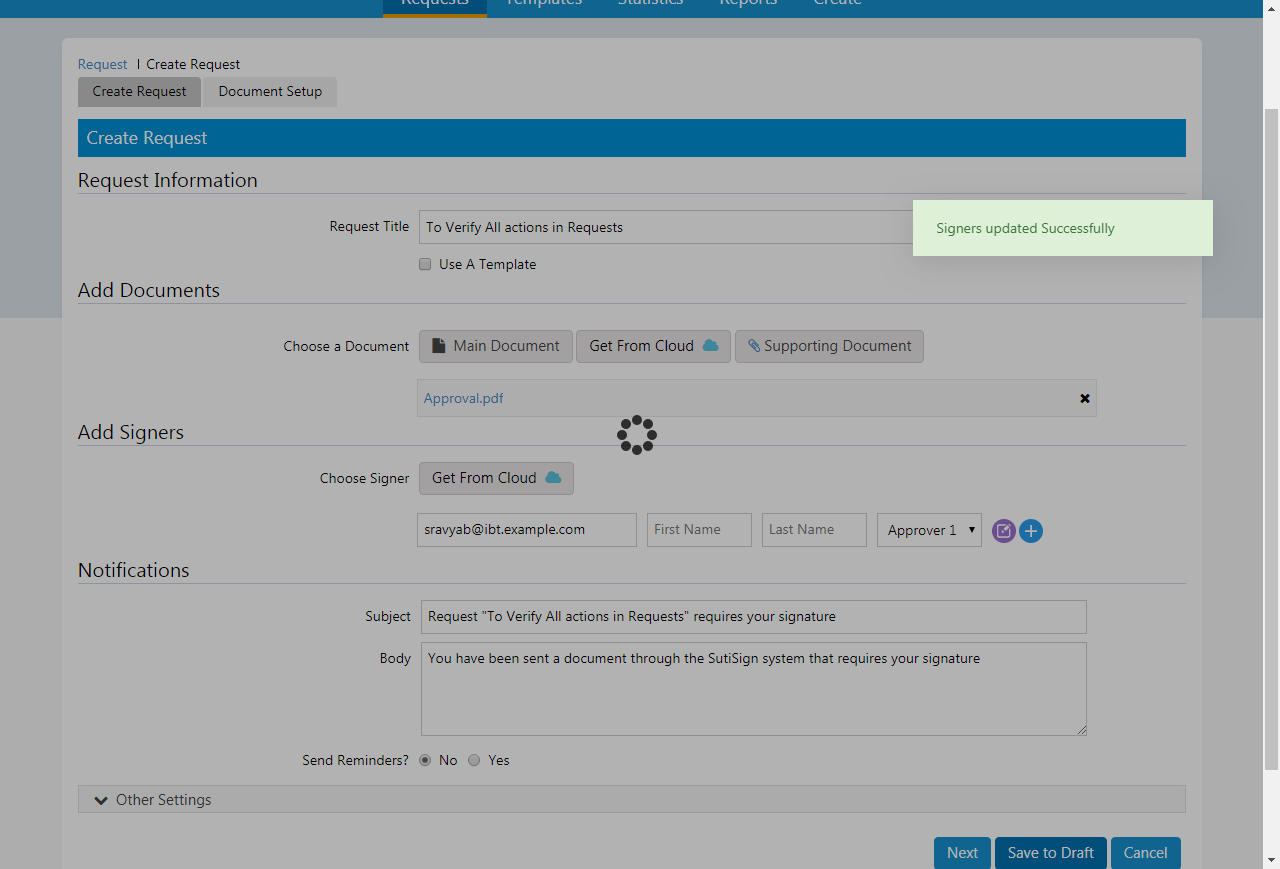 Requests Templates Statistics Reports Create
Request | Create Request
Create Request Document Setup
Create Request
Request Information
Request Title To Verify All actions in Requests
Signers updated Successfully
Use A Template
Add Documents
Choose a Document Main Document Get From Cloud Supporting Document
Approval.pdf
Add Signers
Choose Signer Get From Cloud
sravyab@ibt.example.com First Name Last Name Approver 1
Notifications
Subject Request "To Verify All actions in Requests" requires your signature
Body You have been sent a document through the SutiSign system that requires your signature
Send Reminders? No Yes
Other Settings
Next Save to Draft Cancel